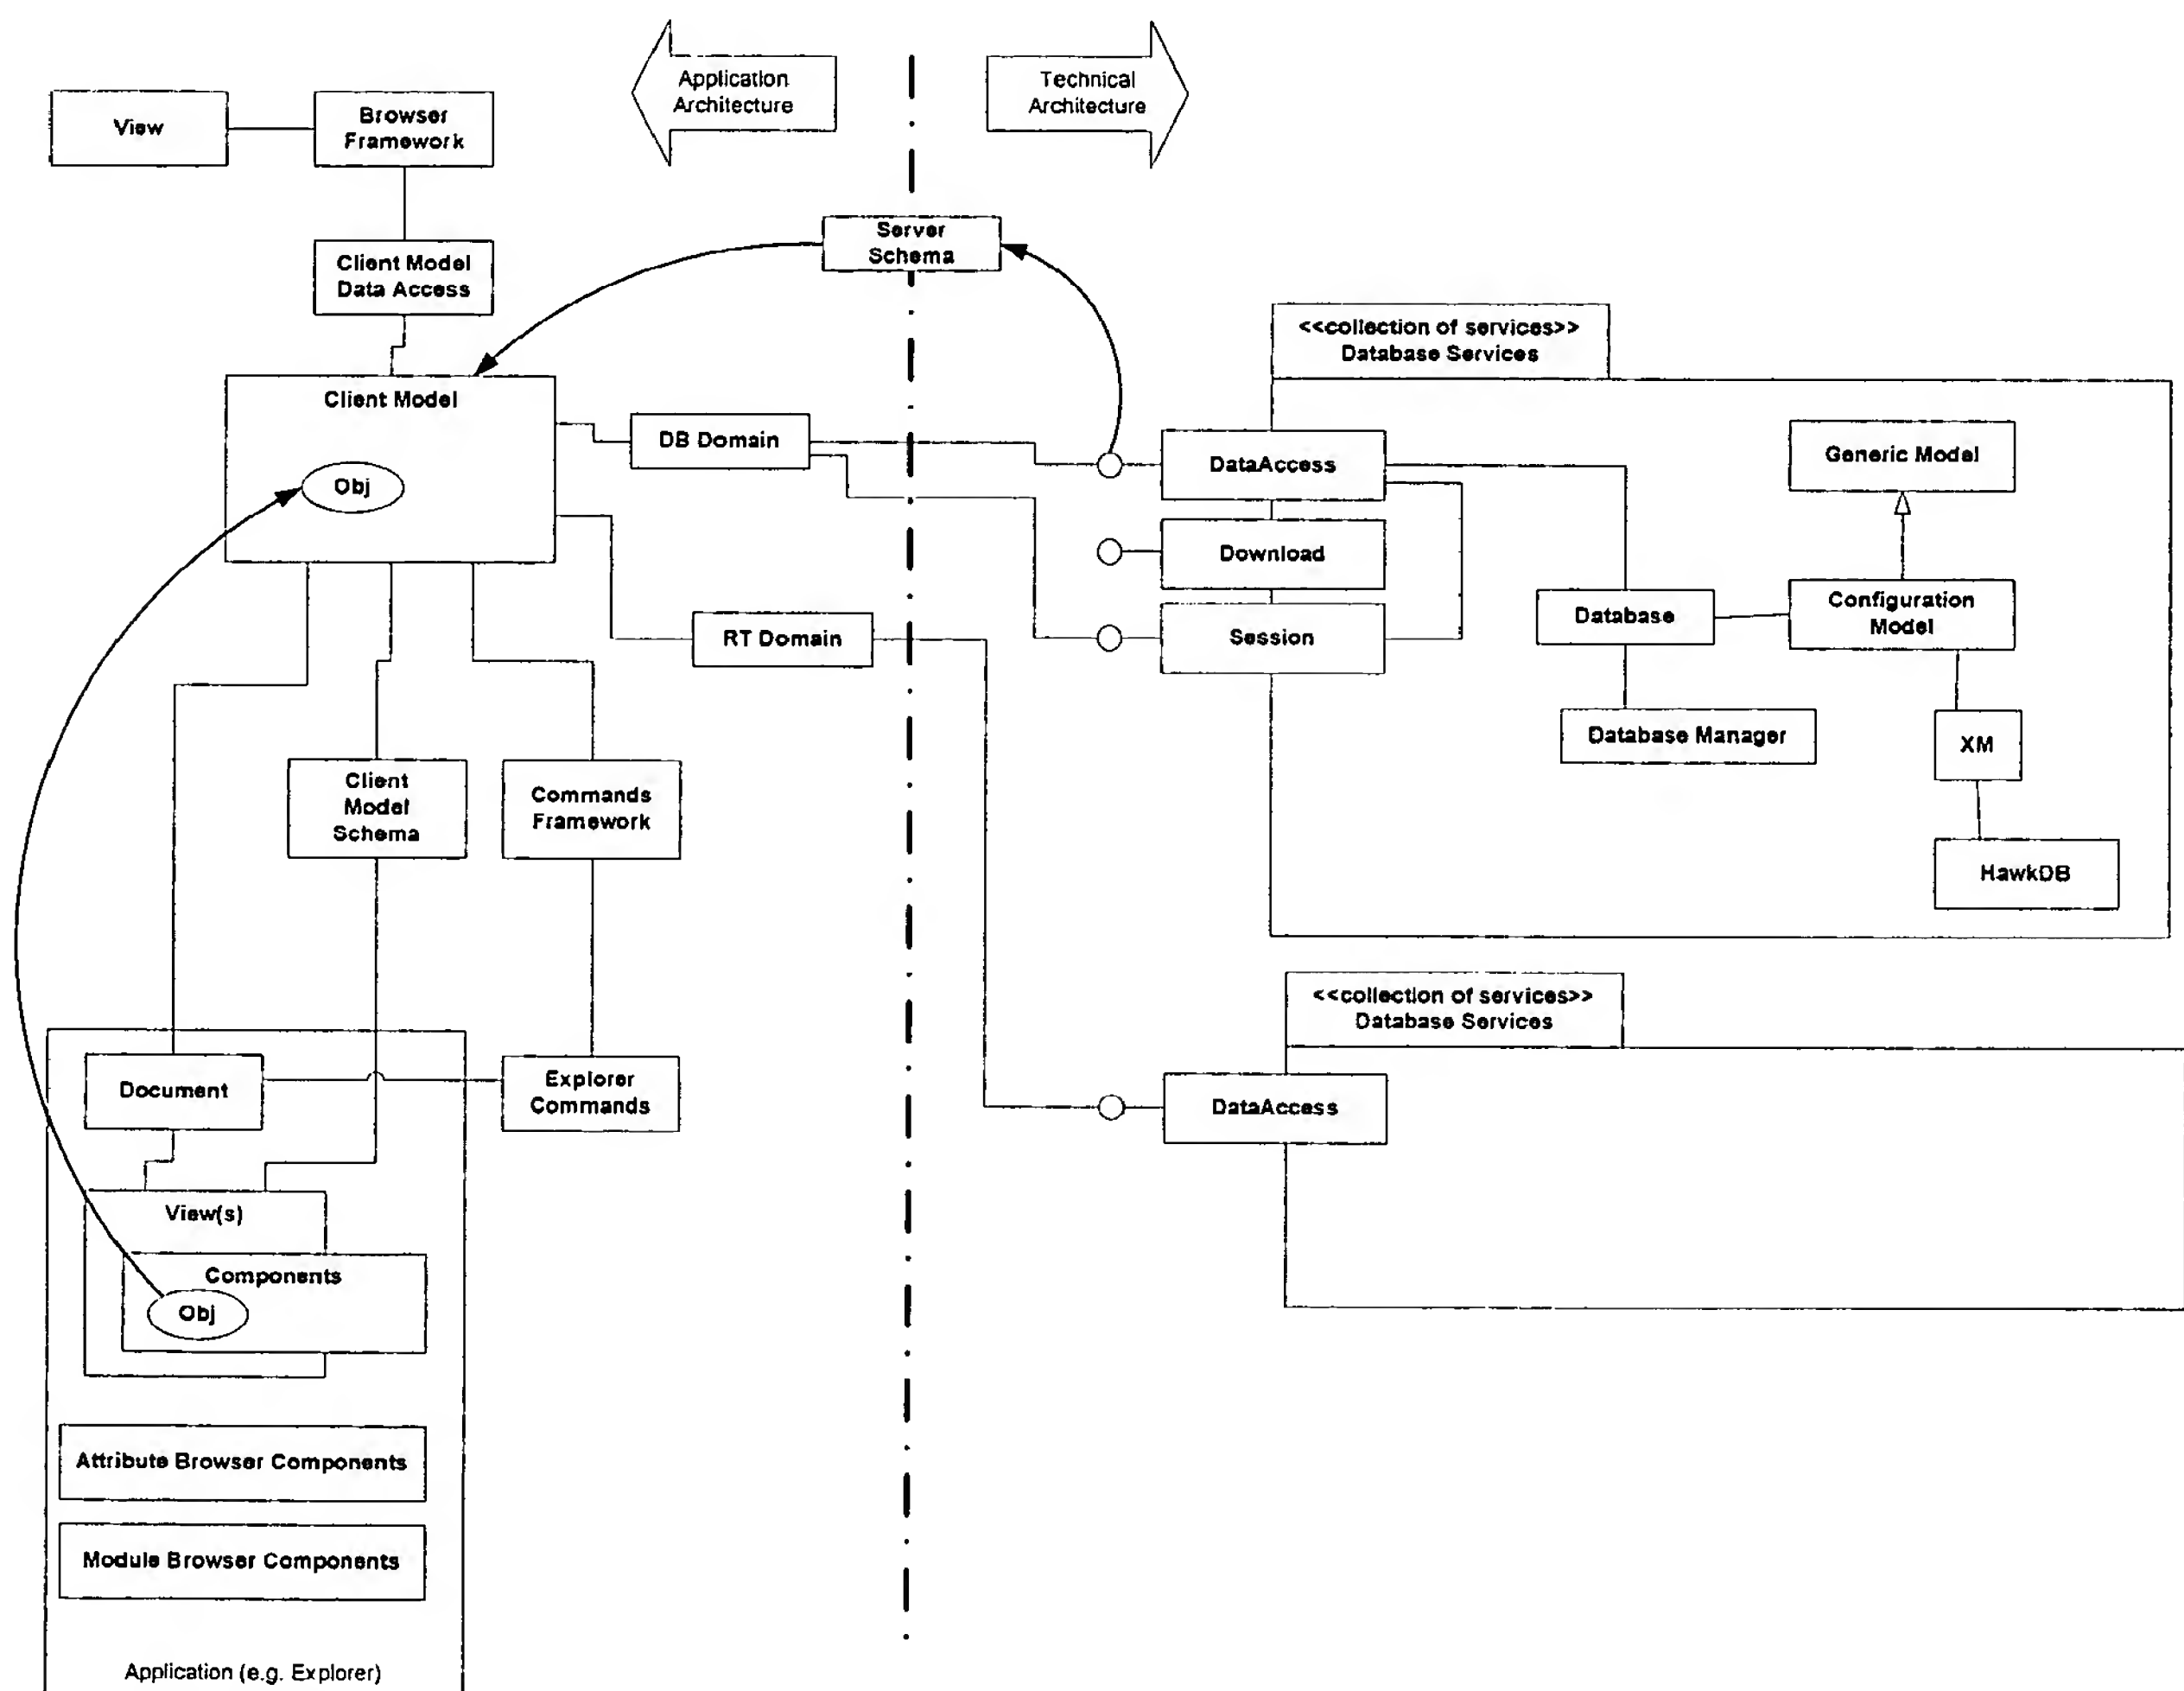 Application
Architecture
Technical
Architecture
View
Browser
Framework
Server
Schema
Client Model
Data Access
<<collection of services>>
Database Services
Client Model
DB Domain
Obj
DataAccess
Generic Model
Download
Database
Configuration
Model
RT Domain
Session
Database Manager
XM
Client
Model
Schema
Commands
Framework
HawkDB
<<collection of services>>
Database Services
Document
Explorer
Commands
DataAccess
View(s)
Components
Obj
Attribute Browser Components
Module Browser Components
Application (e.g. Explorer)